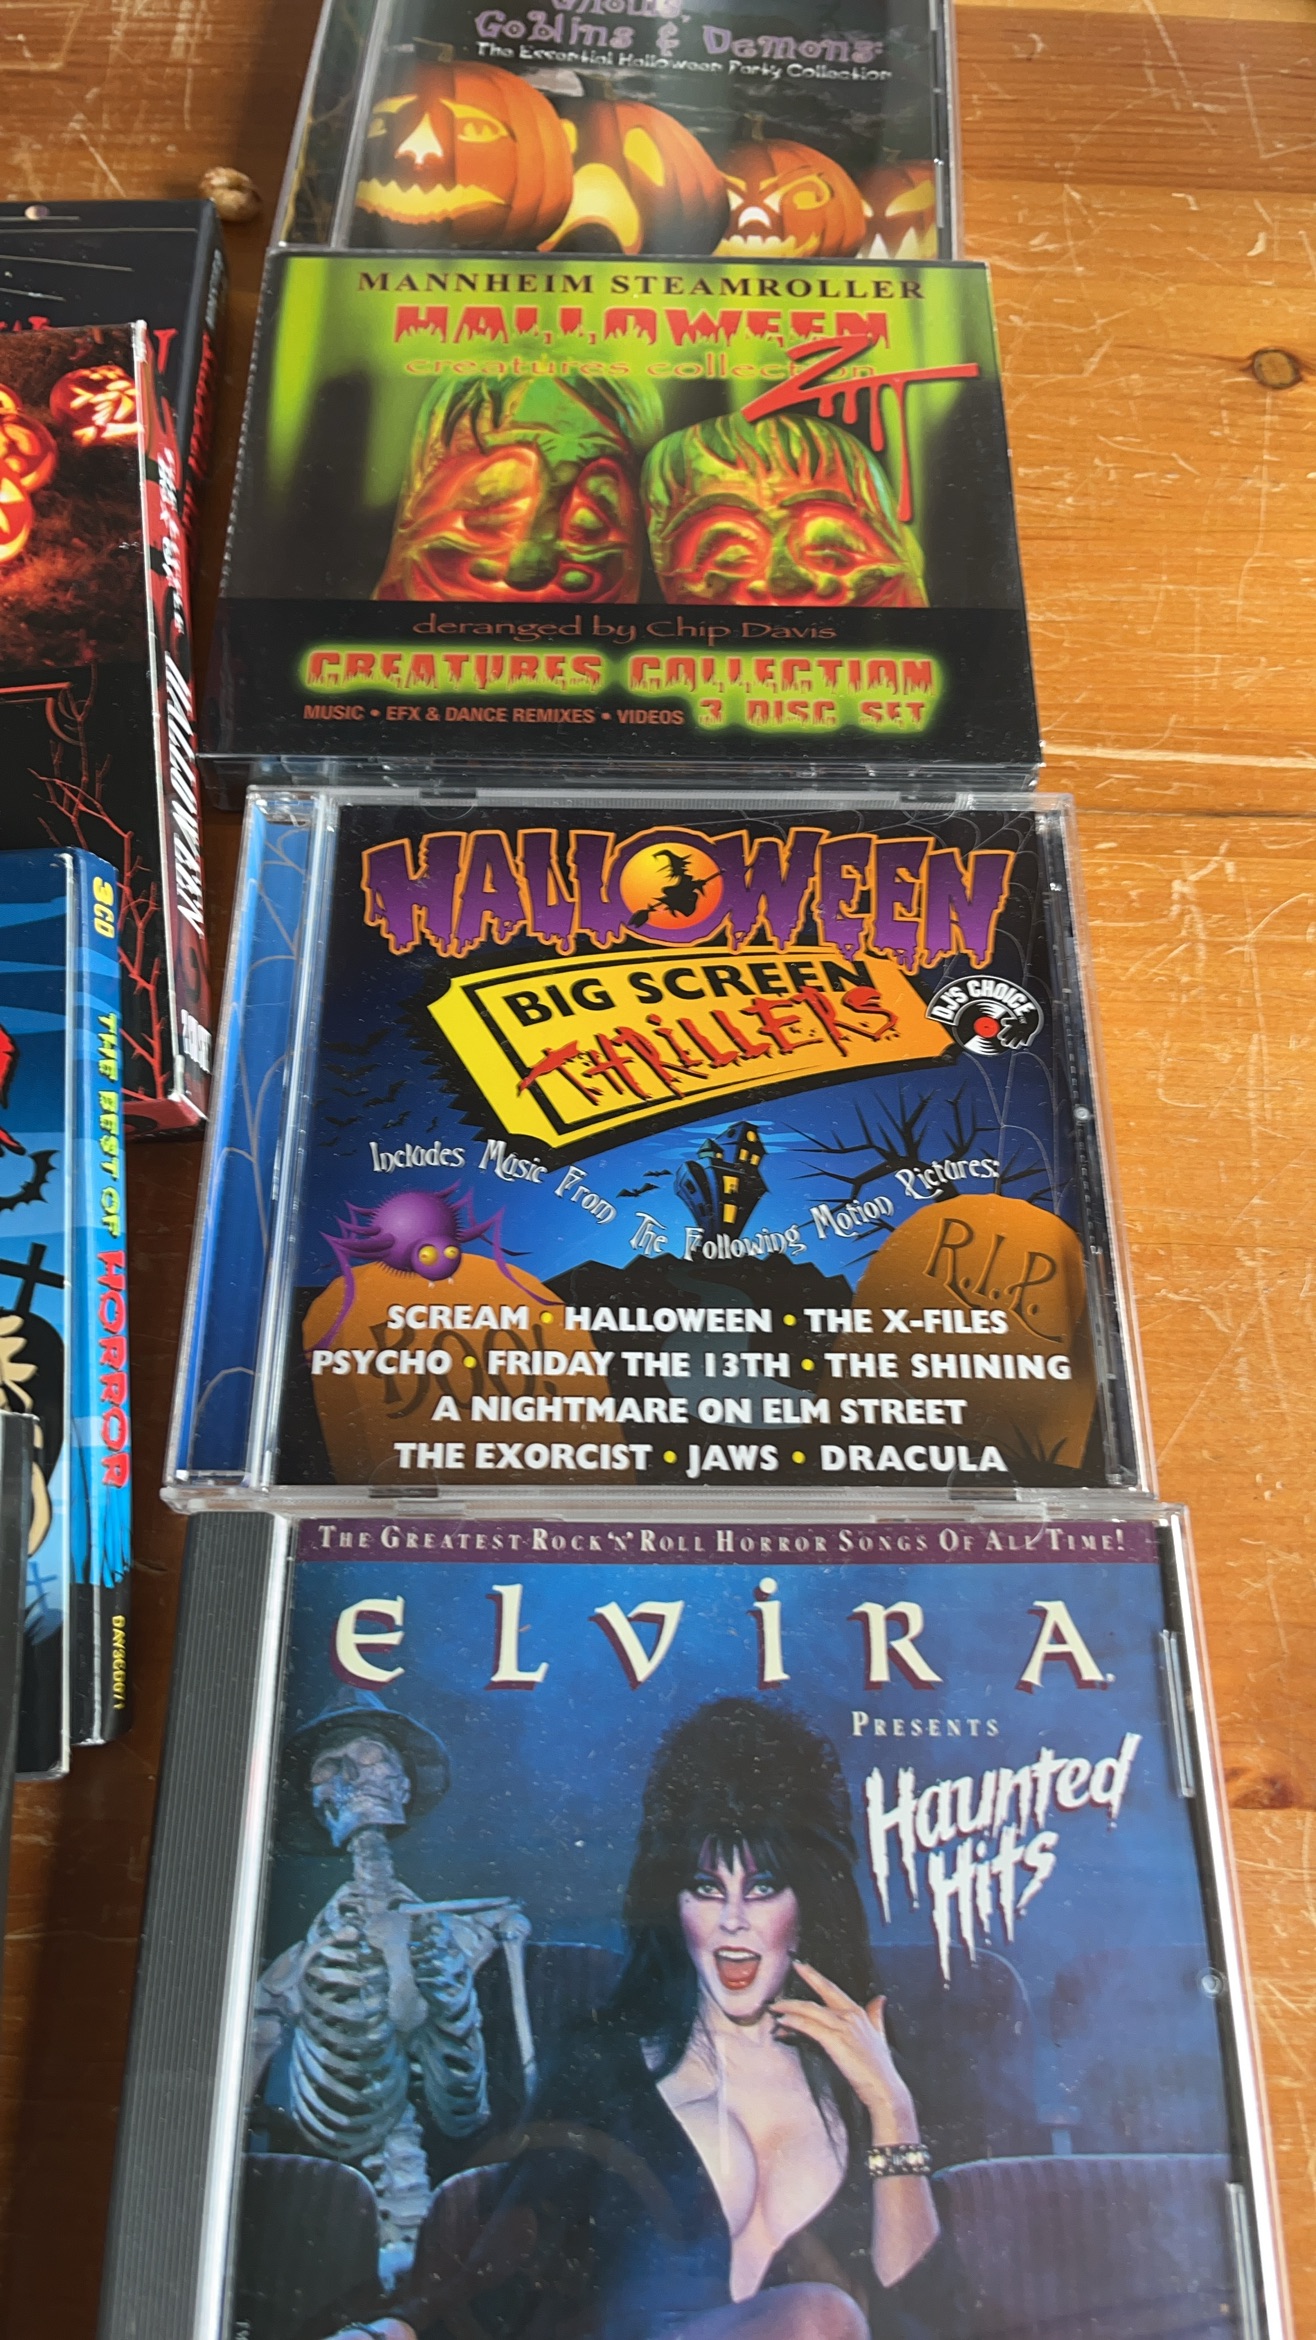 Ghouls,
Goblins & Demons:
The Essential Halloween Party Collection
MANNHEIM STEAMROLLER
HALLOWEEN
creatures collection
2
deranged by Chip Davis
CREATURES COLLECTION
MUSIC • EFX & DANCE REMIXES • VIDEOS 3 DISC SET
HALLOWEEN
BIG SCREEN
THRILLERS
DJ'S CHOICE
Includes Music From The Following Motion Pictures:
R.I.P.
BOO!
SCREAM • HALLOWEEN • THE X-FILES
PSYCHO • FRIDAY THE 13TH • THE SHINING
A NIGHTMARE ON ELM STREET
THE EXORCIST • JAWS • DRACULA
THE GREATEST ROCK 'N' ROLL HORROR SONGS OF ALL TIME!
ELVIRA
PRESENTS
Haunted
Hits
HALLOWEEN
3CD THE BEST OF HORROR